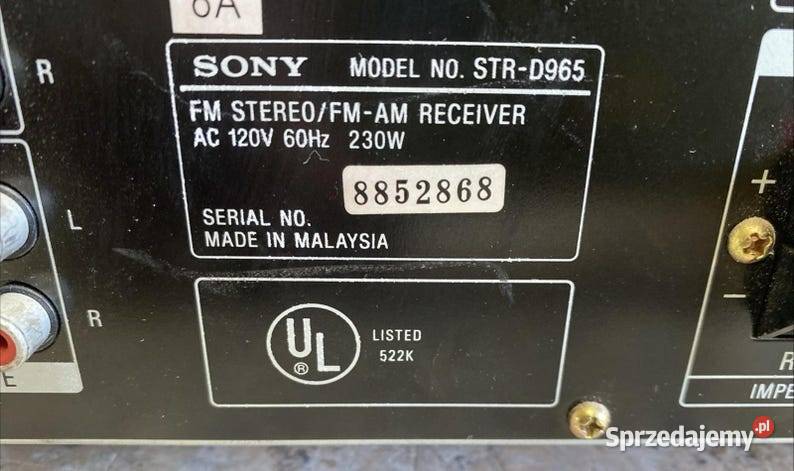 6A
SONY MODEL NO. STR-D965
FM STEREO/FM-AM RECEIVER
AC 120V 60Hz 230W
8852868
SERIAL NO.
MADE IN MALAYSIA
UL
®
LISTED
522K
R
L
R
E
+
−
R
IMPE
Sprzedajemy.pl